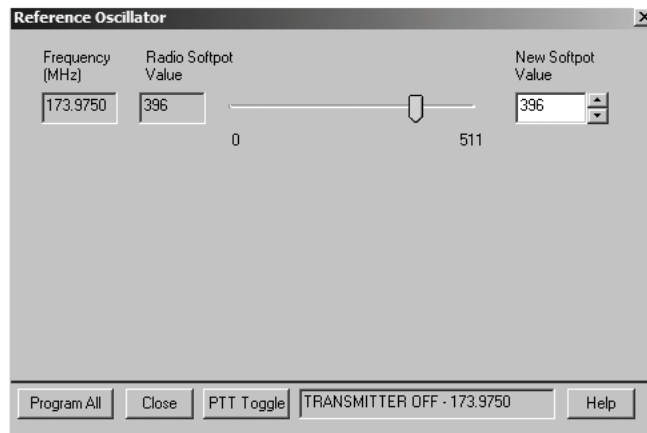 Reference Oscillator
Frequency (MHz)
Radio Softpot Value
New Softpot Value
173.9750
396
396
0
511
Program All
Close
PTT Toggle
TRANSMITTER OFF - 173.9750
Help